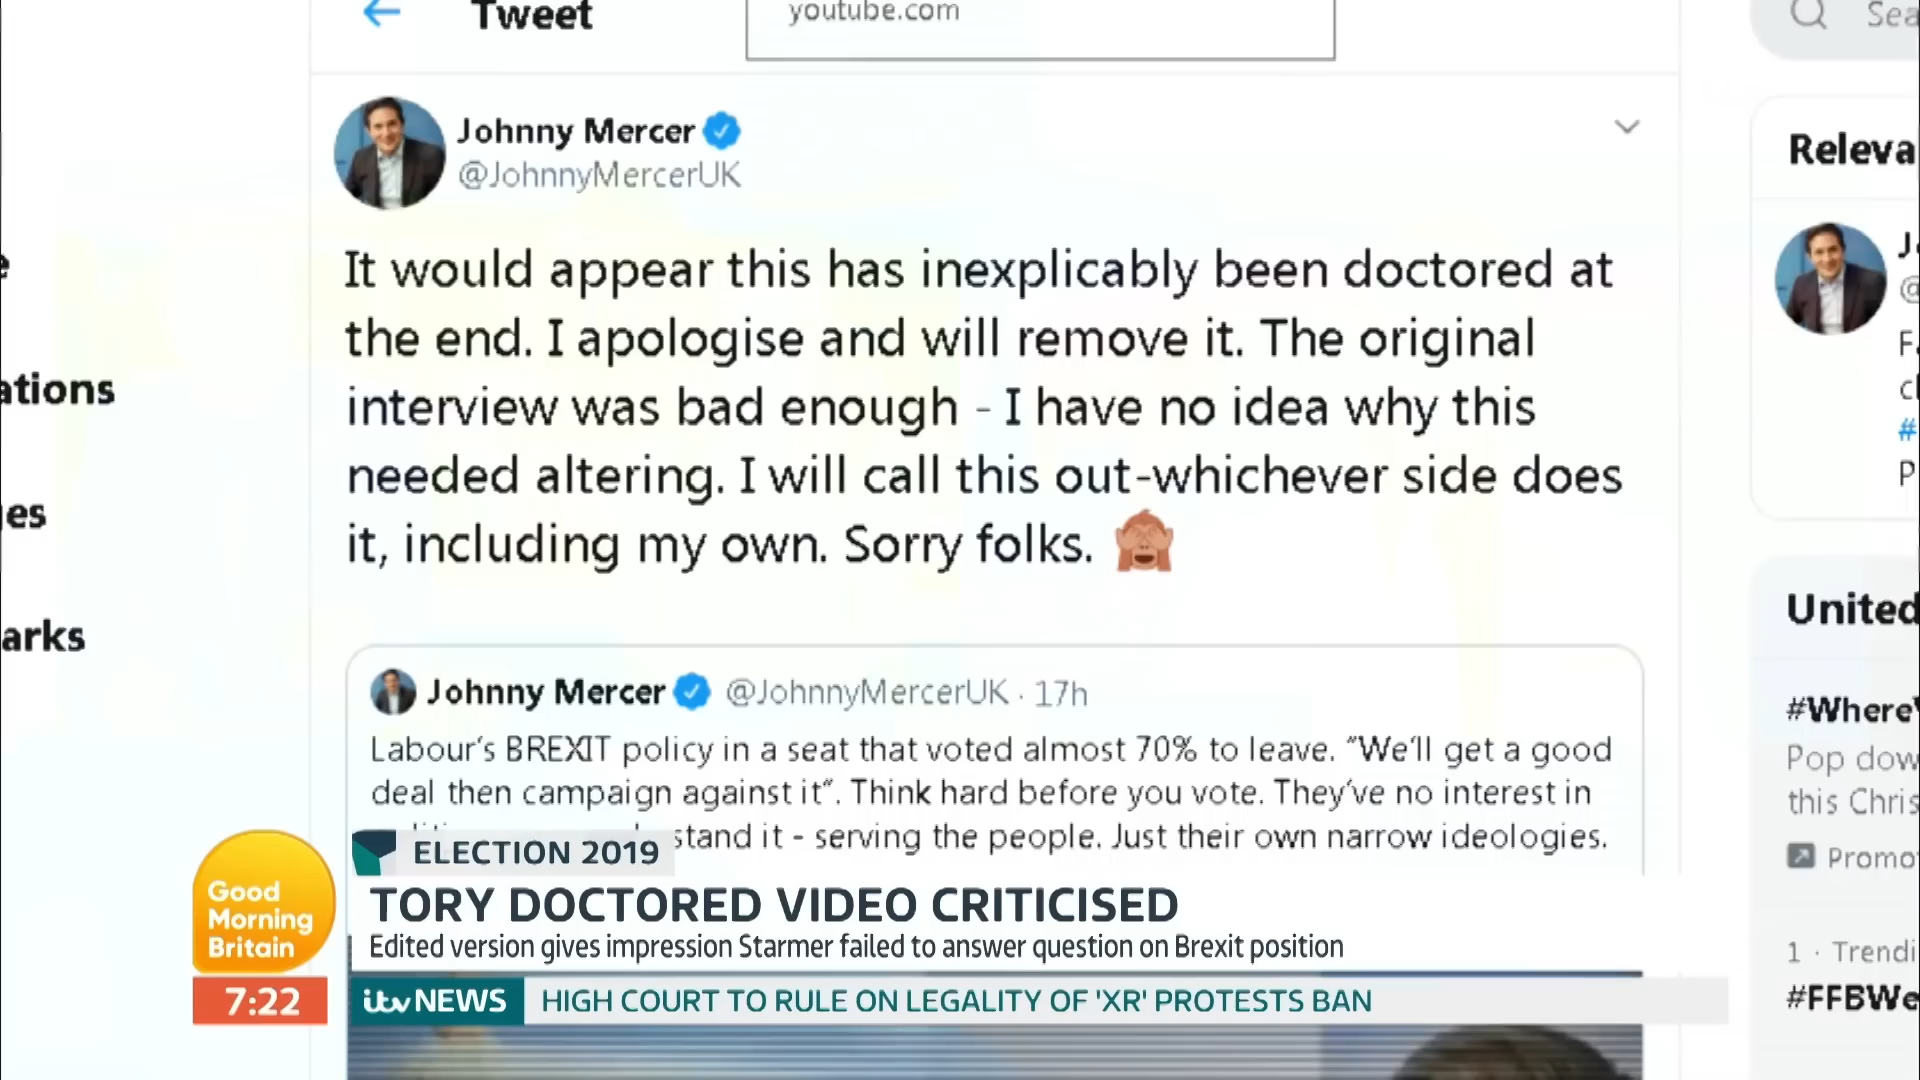 Tweet
youtube.com
Sea
Johnny Mercer
@JohnnyMercerUK
It would appear this has inexplicably been doctored at
the end. I apologise and will remove it. The original
interview was bad enough - I have no idea why this
needed altering. I will call this out-whichever side does
it, including my own. Sorry folks.
Johnny Mercer @JohnnyMercerUK · 17h
Labour's BREXIT policy in a seat that voted almost 70% to leave. "We'll get a good
deal then campaign against it". Think hard before you vote. They've no interest in
stand it - serving the people. Just their own narrow ideologies.
ations
es
arks
Releva
J
@
F
c
#
P
United
#Where
Pop dow
this Chris
Promo
1 · Trendi
#FFBWe
ELECTION 2019
TORY DOCTORED VIDEO CRITICISED
Edited version gives impression Starmer failed to answer question on Brexit position
Good
Morning
Britain
7:22
itv NEWS
HIGH COURT TO RULE ON LEGALITY OF 'XR' PROTESTS BAN